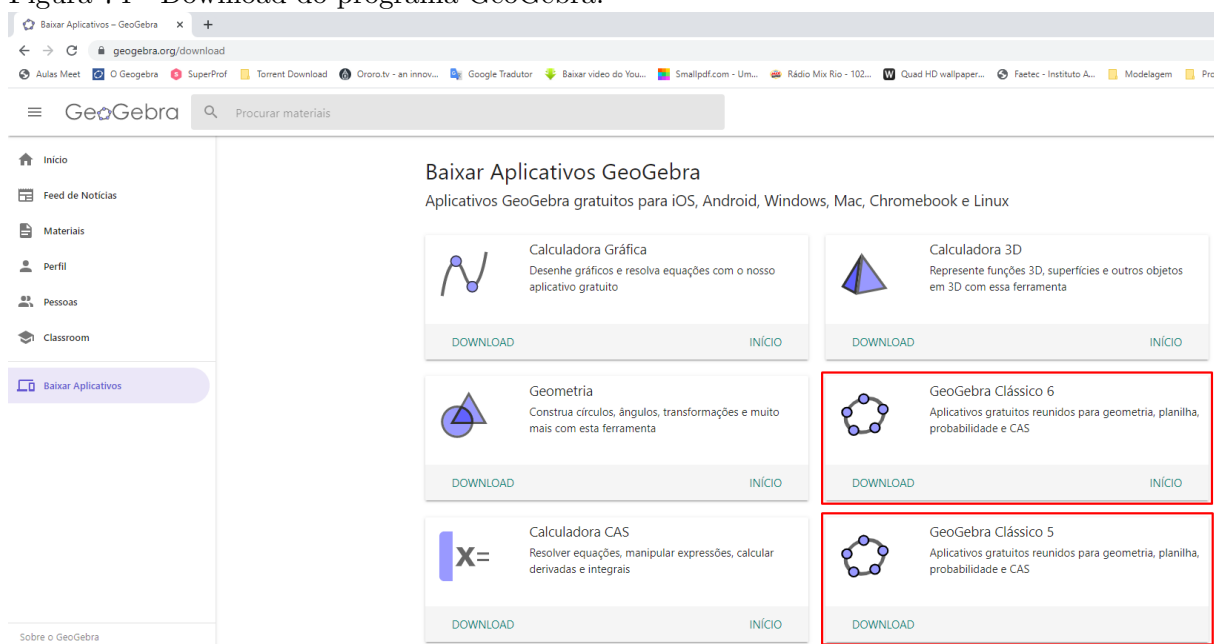 Baixar Aplicativos – GeoGebra
geogebra.org/download
Aulas Meet O Geogebra SuperProf Torrent Download Ororo.tv - an innov... Google Tradutor Baixar video do You... Smallpdf.com - Um... Rádio Mix Rio - 102... Quad HD wallpaper... Faetec - Instituto A... Modelagem
GeoGebra Procurar materiais
Início
Feed de Notícias
Materiais
Perfil
Pessoas
Classroom
Baixar Aplicativos
Sobre o GeoGebra
Baixar Aplicativos GeoGebra
Aplicativos GeoGebra gratuitos para iOS, Android, Windows, Mac, Chromebook e Linux
Calculadora Gráfica
Desenhe gráficos e resolva equações com o nosso
aplicativo gratuito
DOWNLOAD INÍCIO
Calculadora 3D
Represente funções 3D, superfícies e outros objetos
em 3D com essa ferramenta
DOWNLOAD INÍCIO
Geometria
Construa círculos, ângulos, transformações e muito
mais com esta ferramenta
DOWNLOAD INÍCIO
GeoGebra Clássico 6
Aplicativos gratuitos reunidos para geometria, planilha,
probabilidade e CAS
DOWNLOAD INÍCIO
Calculadora CAS
Resolver equações, manipular expressões, calcular
derivadas e integrais
DOWNLOAD INÍCIO
GeoGebra Clássico 5
Aplicativos gratuitos reunidos para geometria, planilha,
probabilidade e CAS
DOWNLOAD